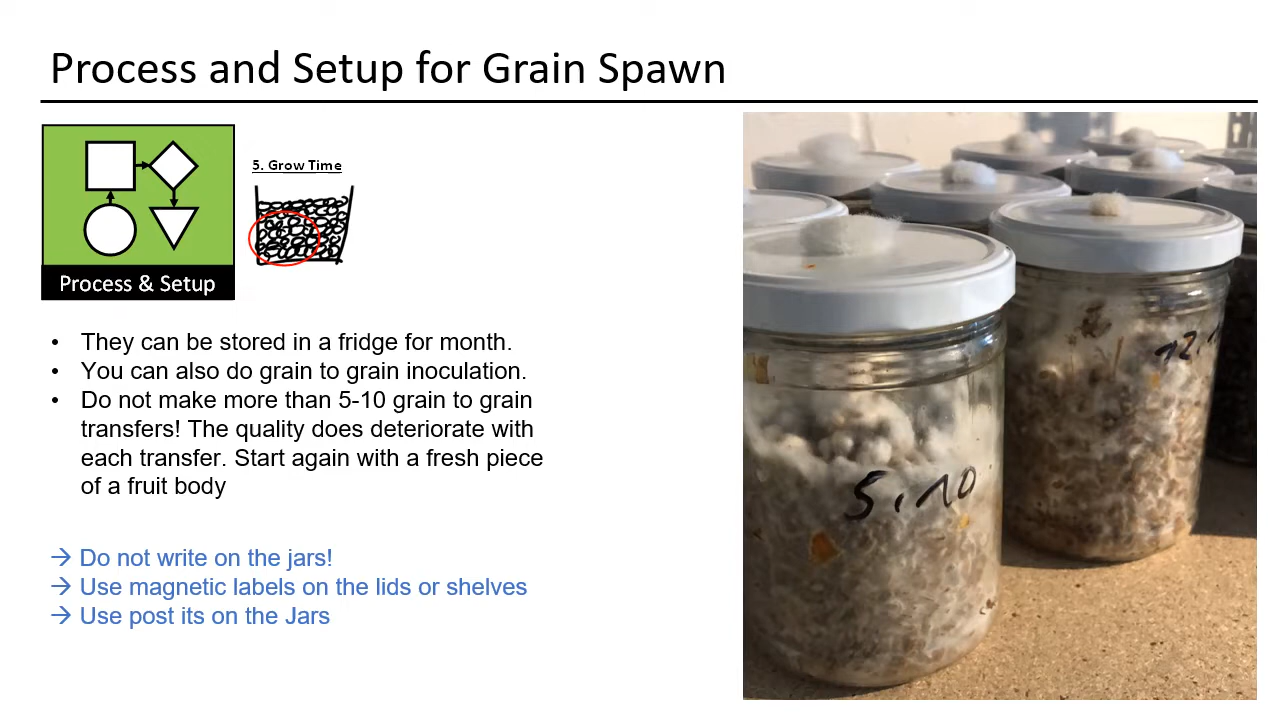 Process and Setup for Grain Spawn
5. Grow Time
Process & Setup
• They can be stored in a fridge for month.
• You can also do grain to grain inoculation.
• Do not make more than 5-10 grain to grain
transfers! The quality does deteriorate with
each transfer. Start again with a fresh piece
of a fruit body
→ Do not write on the jars!
→ Use magnetic labels on the lids or shelves
→ Use post its on the Jars
5.10